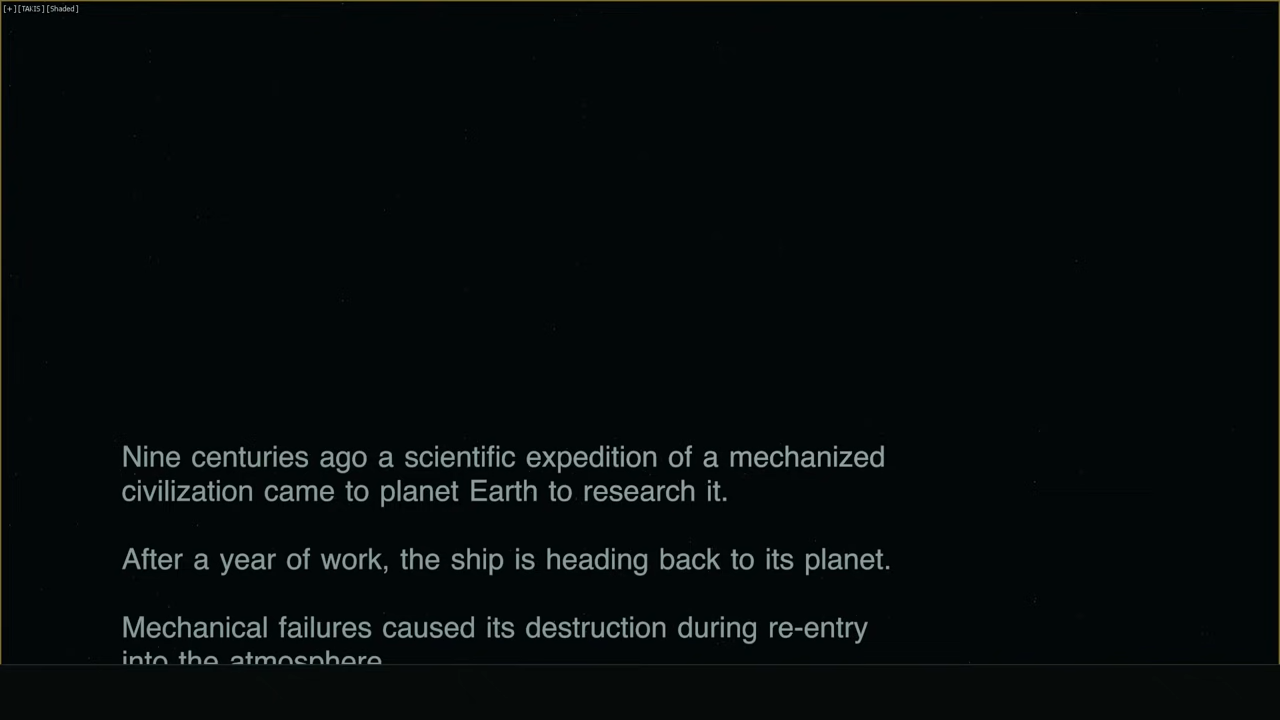 [+][TAKIS][Shaded]
Nine centuries ago a scientific expedition of a mechanized
civilization came to planet Earth to research it.
After a year of work, the ship is heading back to its planet.
Mechanical failures caused its destruction during re-entry
into the atmosphere